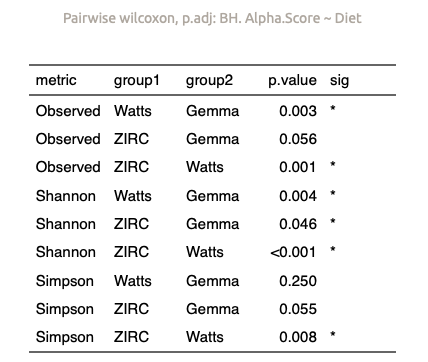 Pairwise wilcoxon, p.adj: BH. Alpha.Score ~ Diet
metric group1 group2 p.value sig
Observed Watts Gemma 0.003 *
Observed ZIRC Gemma 0.056
Observed ZIRC Watts 0.001 *
Shannon Watts Gemma 0.004 *
Shannon ZIRC Gemma 0.046 *
Shannon ZIRC Watts <0.001 *
Simpson Watts Gemma 0.250
Simpson ZIRC Gemma 0.055
Simpson ZIRC Watts 0.008 *